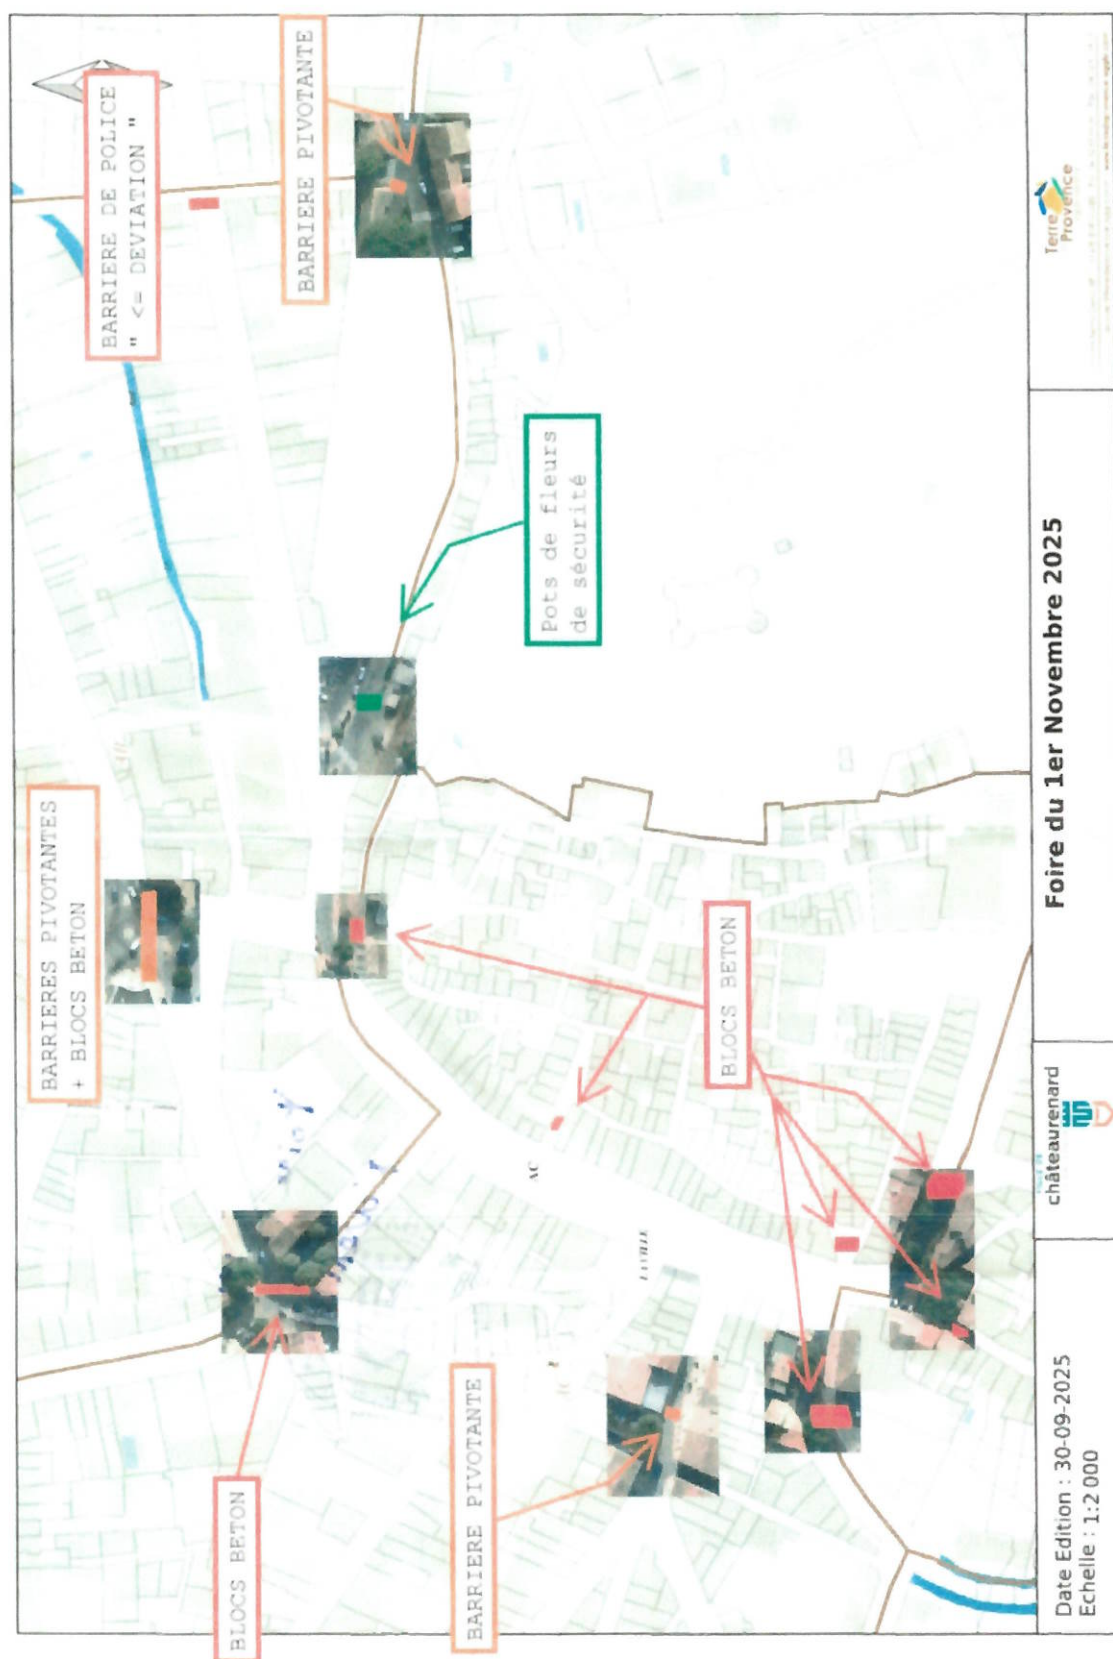 BARRIERE DE POLICE
" <= DEVIATION "
BARRIERE PIVOTANTE
BARRIERES PIVOTANTES
+ BLOCS BETON
Pots de fleurs
de sécurité
BLOCS BETON
BLOCS BETON
BARRIERE PIVOTANTE
AC
Date Edition : 30-09-2025
Echelle : 1:2 000
châteaurenard
Foire du 1er Novembre 2025
Terre
Provence